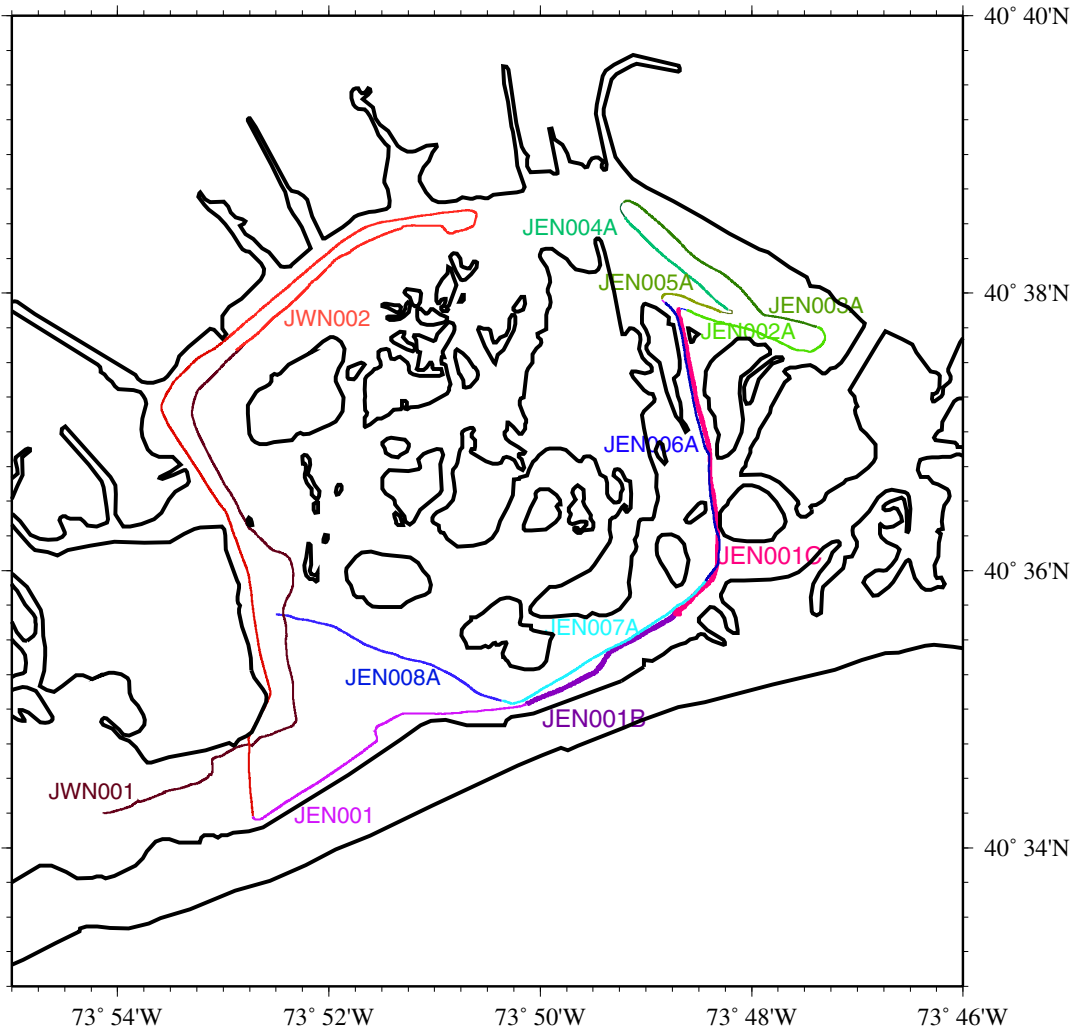 40° 40'N
JEN004A
JEN005A
40° 38'N
JEN003A
JWN002
JEN002A
JEN006A
JEN001C
40° 36'N
JEN007A
JEN008A
JEN001B
JWN001
JEN001
40° 34'N
73° 54'W
73° 52'W
73° 50'W
73° 48'W
73° 46'W